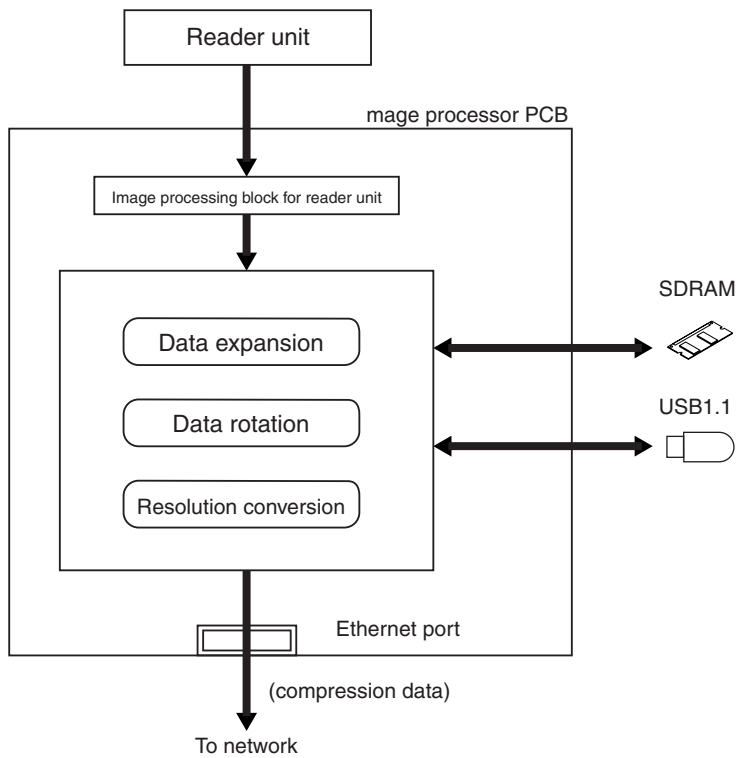 Reader unit
mage processor PCB
Image processing block for reader unit
SDRAM
Data expansion
USB1.1
Data rotation
Resolution conversion
Ethernet port
(compression data)
To network